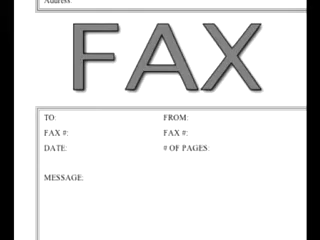 Address:
FAX
TO: FROM:
FAX #: FAX #:
DATE: # OF PAGES:
MESSAGE: